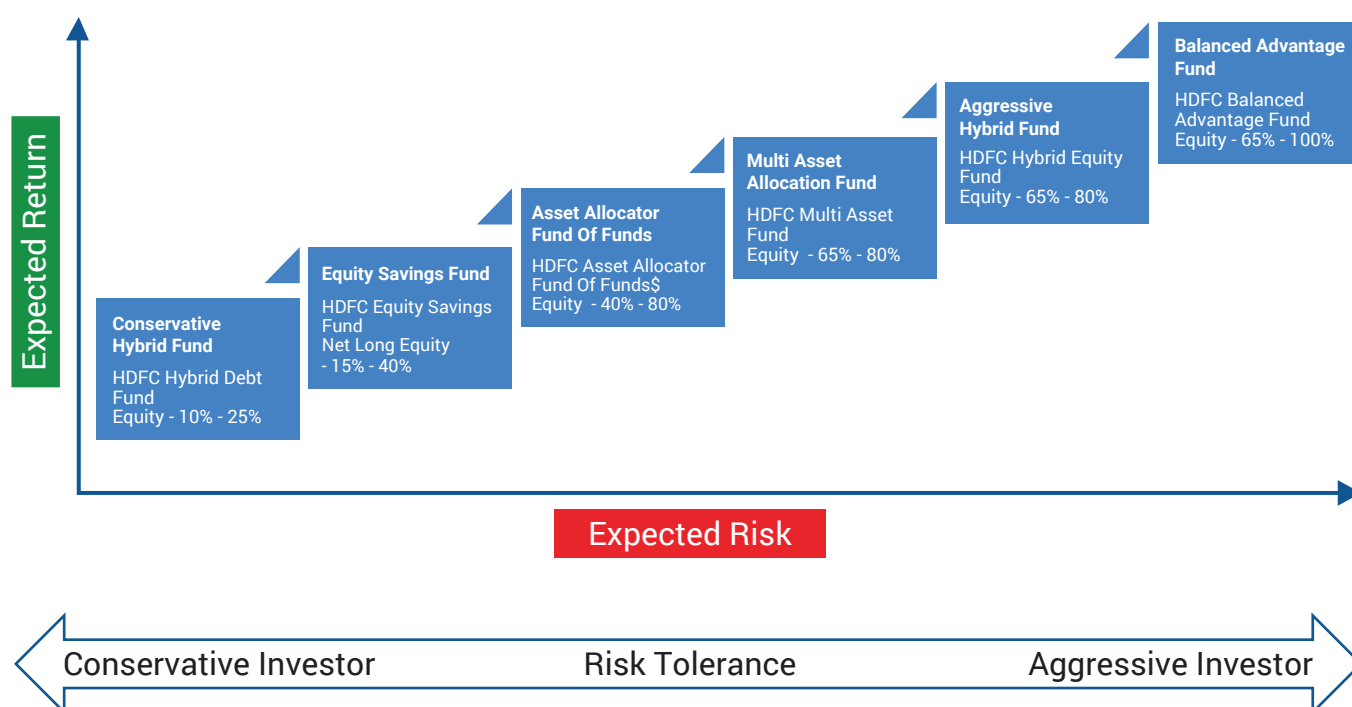 Expected Return
Conservative
Hybrid Fund
HDFC Hybrid Debt
Fund
Equity - 10% - 25%
Equity Savings Fund
HDFC Equity Savings
Fund
Net Long Equity
- 15% - 40%
Asset Allocator
Fund Of Funds
HDFC Asset Allocator
Fund Of Funds$
Equity - 40% - 80%
Multi Asset
Allocation Fund
HDFC Multi Asset
Fund
Equity - 65% - 80%
Aggressive
Hybrid Fund
HDFC Hybrid Equity
Fund
Equity - 65% - 80%
Balanced Advantage
Fund
HDFC Balanced
Advantage Fund
Equity - 65% - 100%
Expected Risk
Conservative Investor
Risk Tolerance
Aggressive Investor